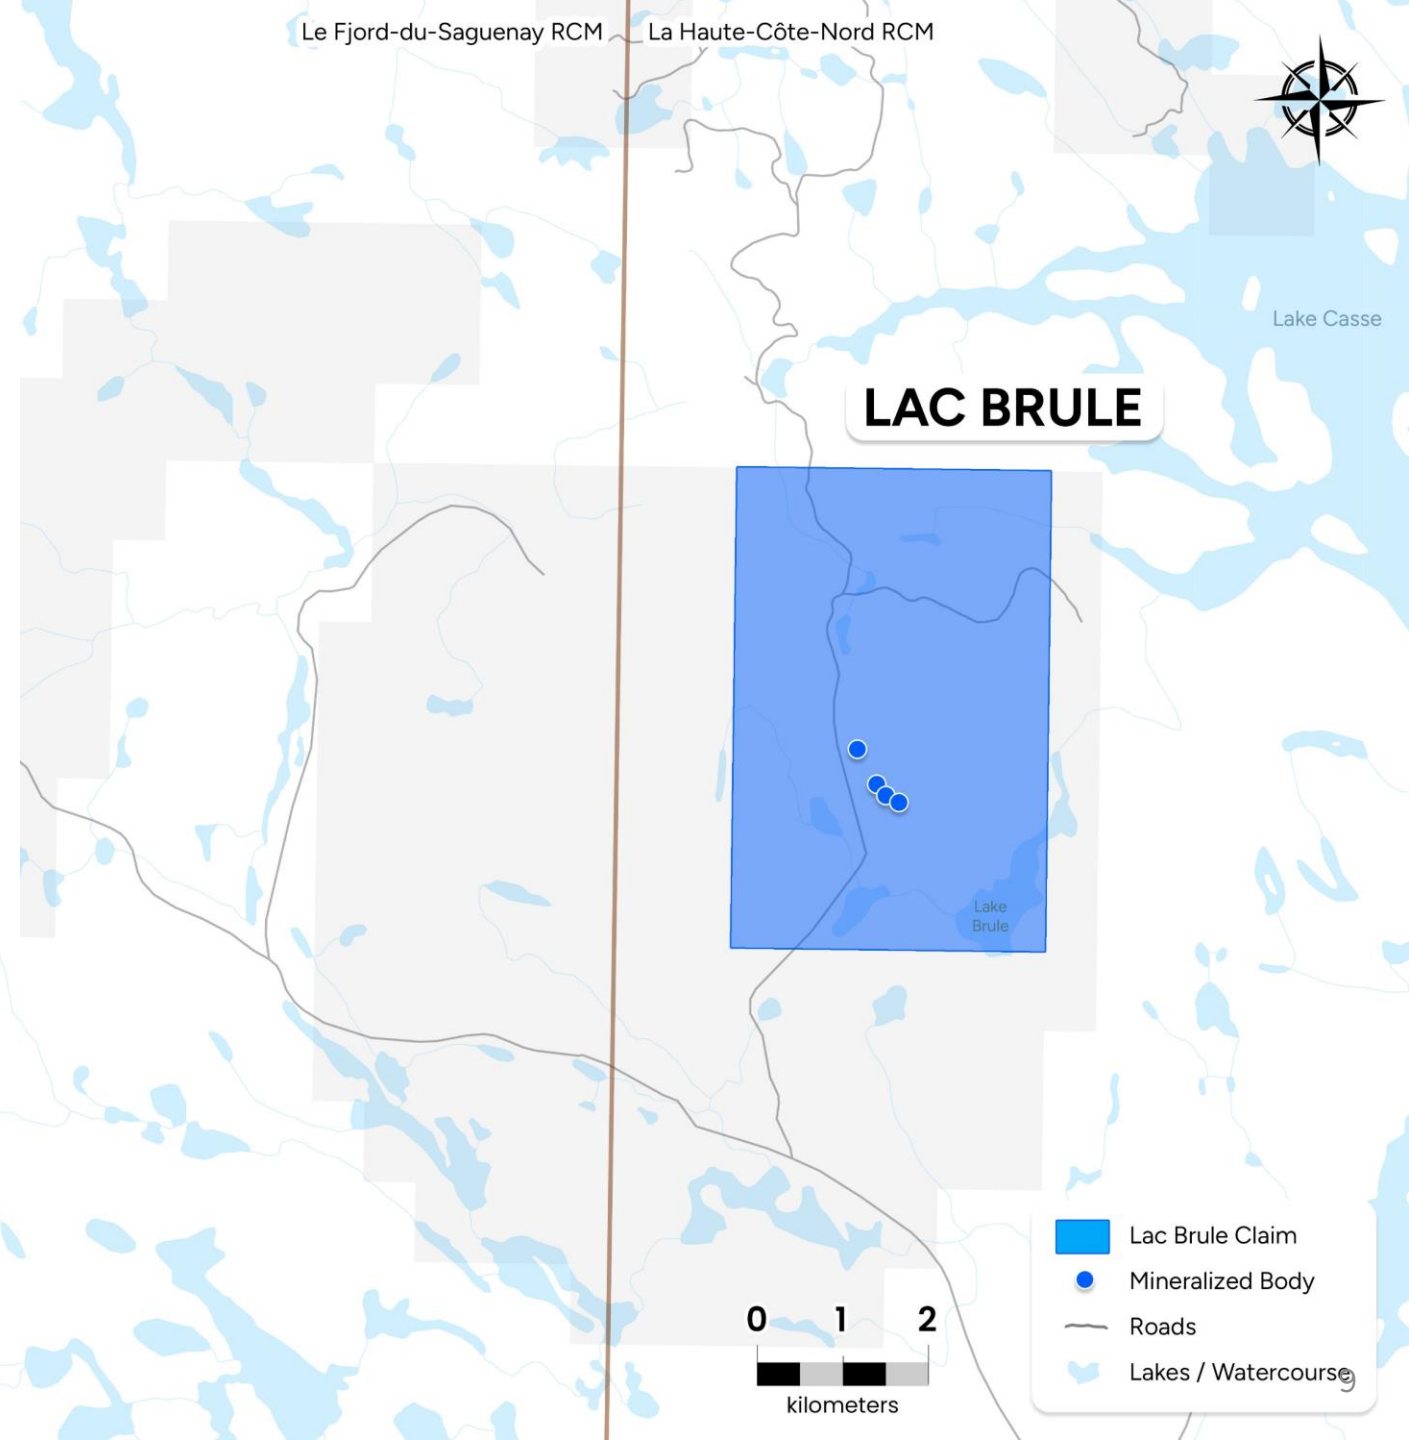 Le Fjord-du-Saguenay RCM
La Haute-Côte-Nord RCM
Lake Casse
LAC BRULE
Lake
Brule
Lac Brule Claim
Mineralized Body
Roads
Lakes / Watercourse
9
0 1 2
kilometers